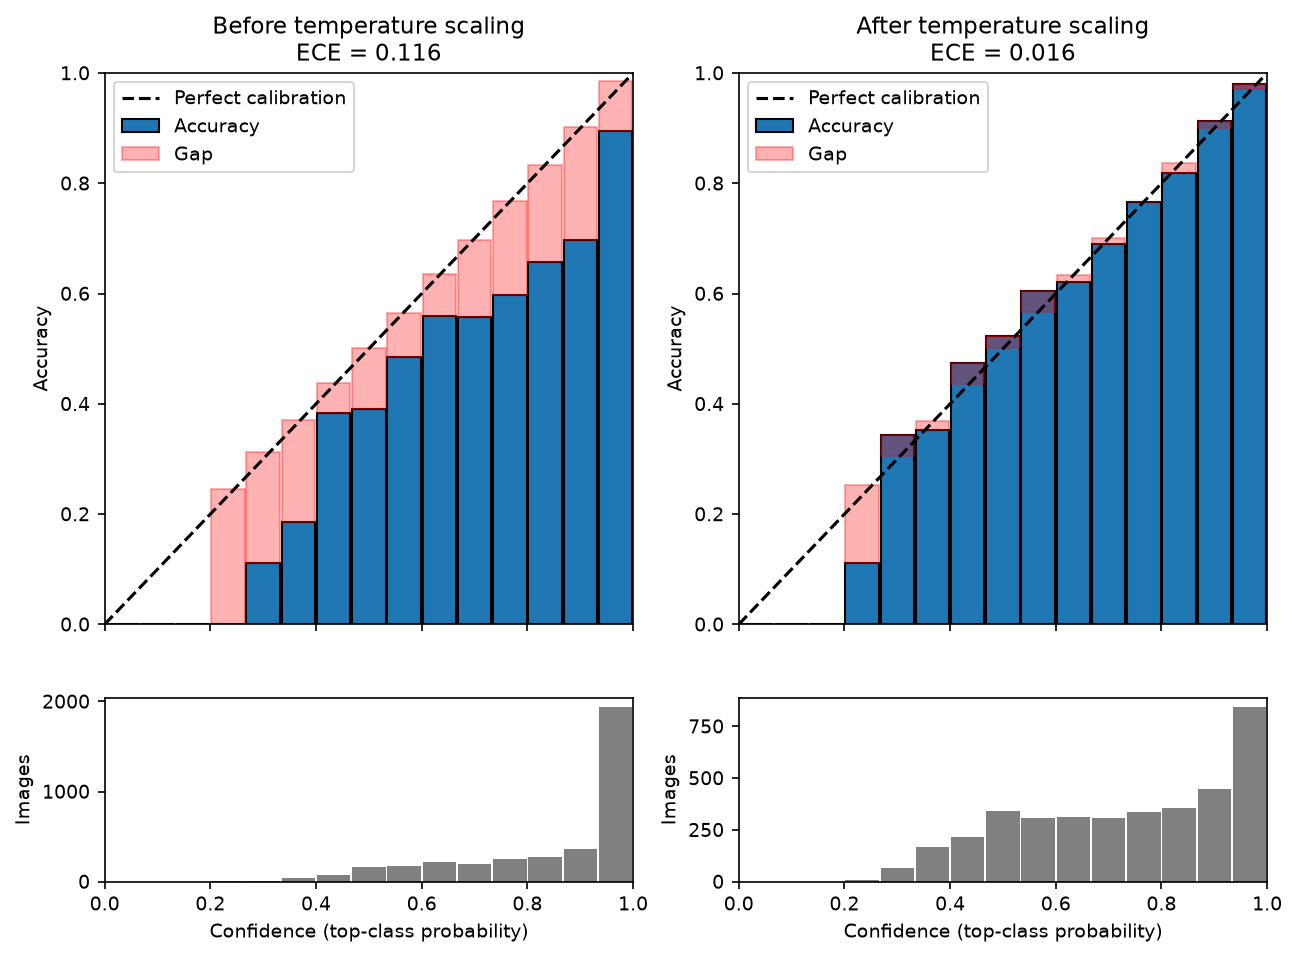 Before temperature scaling
ECE = 0.116
1.0
0.8
0.6
0.4
0.2
0.0
Accuracy
Perfect calibration
Accuracy
Gap
After temperature scaling
ECE = 0.016
1.0
0.8
0.6
0.4
0.2
0.0
Accuracy
Perfect calibration
Accuracy
Gap
2000
1000
0
Images
0.0 0.2 0.4 0.6 0.8 1.0
Confidence (top-class probability)
750
500
250
0
Images
0.0 0.2 0.4 0.6 0.8 1.0
Confidence (top-class probability)